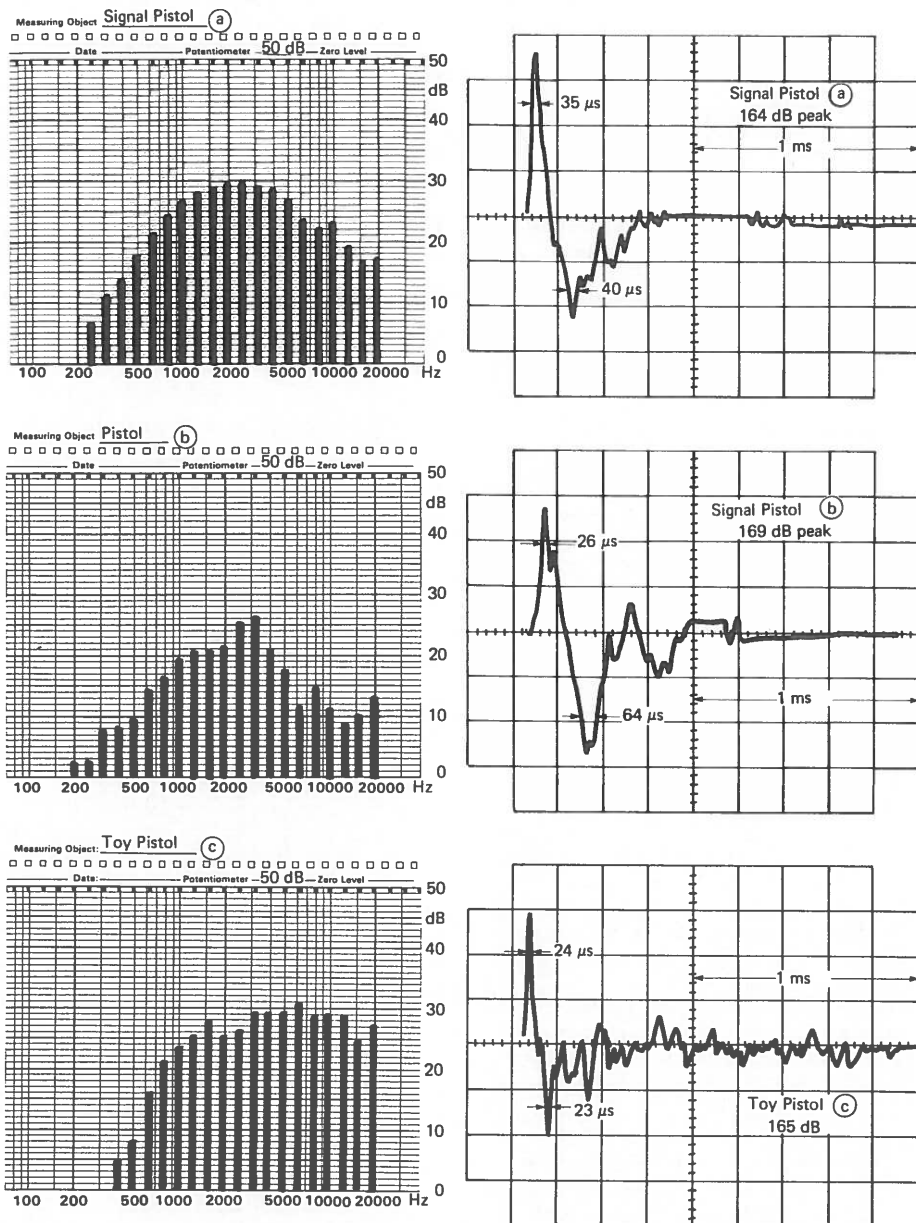 Measuring Object Signal Pistol a
Date Potentiometer 50 dB Zero Level
50
dB
40
30
20
10
0
100 200 500 1000 2000 5000 10000 20000 Hz
Signal Pistol a
164 dB peak
35 μs
1 ms
40 μs
Measuring Object Pistol b
Date Potentiometer 50 dB Zero Level
50
dB
40
30
20
10
0
100 200 500 1000 2000 5000 10000 20000 Hz
Signal Pistol b
169 dB peak
26 μs
1 ms
64 μs
Measuring Object: Toy Pistol c
Data: Potentiometer 50 dB Zero Level
50
dB
40
30
20
10
0
100 200 500 1000 2000 5000 10000 20000 Hz
24 μs
1 ms
23 μs
Toy Pistol c
165 dB